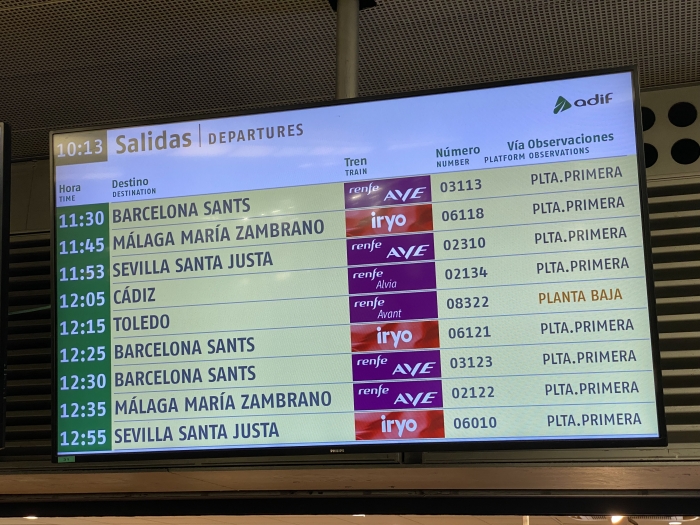 10:13 Salidas | DEPARTURES adif
Hora Destino Tren Número Vía Observaciones
TIME DESTINATION TRAIN NUMBER PLATFORM OBSERVATIONS
11:30 BARCELONA SANTS renfe AVE 03113 PLTA.PRIMERA
11:45 MÁLAGA MARÍA ZAMBRANO iryo 06118 PLTA.PRIMERA
11:53 SEVILLA SANTA JUSTA renfe AVE 02310 PLTA.PRIMERA
12:05 CÁDIZ renfe Alvia 02134 PLTA.PRIMERA
12:15 TOLEDO renfe Avant 08322 PLANTA BAJA
12:25 BARCELONA SANTS iryo 06121 PLTA.PRIMERA
12:30 BARCELONA SANTS renfe AVE 03123 PLTA.PRIMERA
12:35 MÁLAGA MARÍA ZAMBRANO renfe AVE 02122 PLTA.PRIMERA
12:55 SEVILLA SANTA JUSTA iryo 06010 PLTA.PRIMERA
PHILIPS